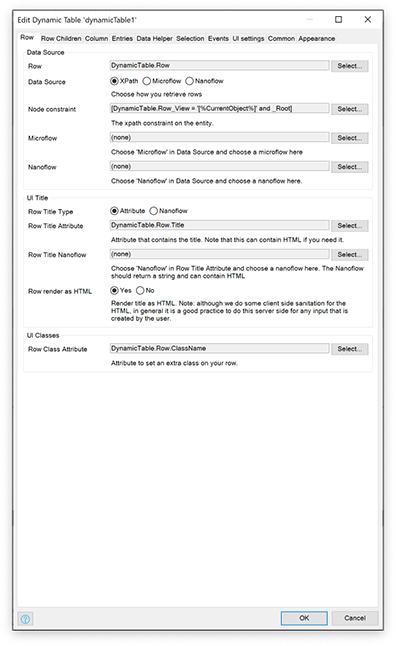 Edit Dynamic Table 'dynamicTable1'
Row Row Children Column Entries Data Helper Selection Events UI settings Common Appearance
Data Source
Row DynamicTable.Row Select...
Data Source XPath Microflow Nanoflow
Choose how you retrieve rows
Node constraint [DynamicTable.Row_View = '[%CurrentObject%]' and _Root]
The xpath constraint on the entity.
Microflow (none) Select...
Choose 'Microflow' in Data Source and choose a microflow here
Nanoflow (none) Select...
Choose 'Nanoflow' in Data Source and choose a nanoflow here.
UI Title
Row Title Type Attribute Nanoflow
Row Title Attribute DynamicTable.Row.Title Select...
Attribute that contains the title. Note that this can contain HTML if you need it.
Row Title Nanoflow (none) Select...
Choose 'Nanoflow' in Row Title Attribute and choose a nanoflow here. The Nanoflow
should return a string and can contain HTML
Row render as HTML Yes No
Render title as HTML. Note: although we do some client side sanitation for the
HTML, in general it is a good practice to do this server side for any input that is
created by the user.
UI Classes
Row Class Attribute DynamicTable.Row.ClassName Select...
Attribute to set an extra class on your row.
? OK Cancel